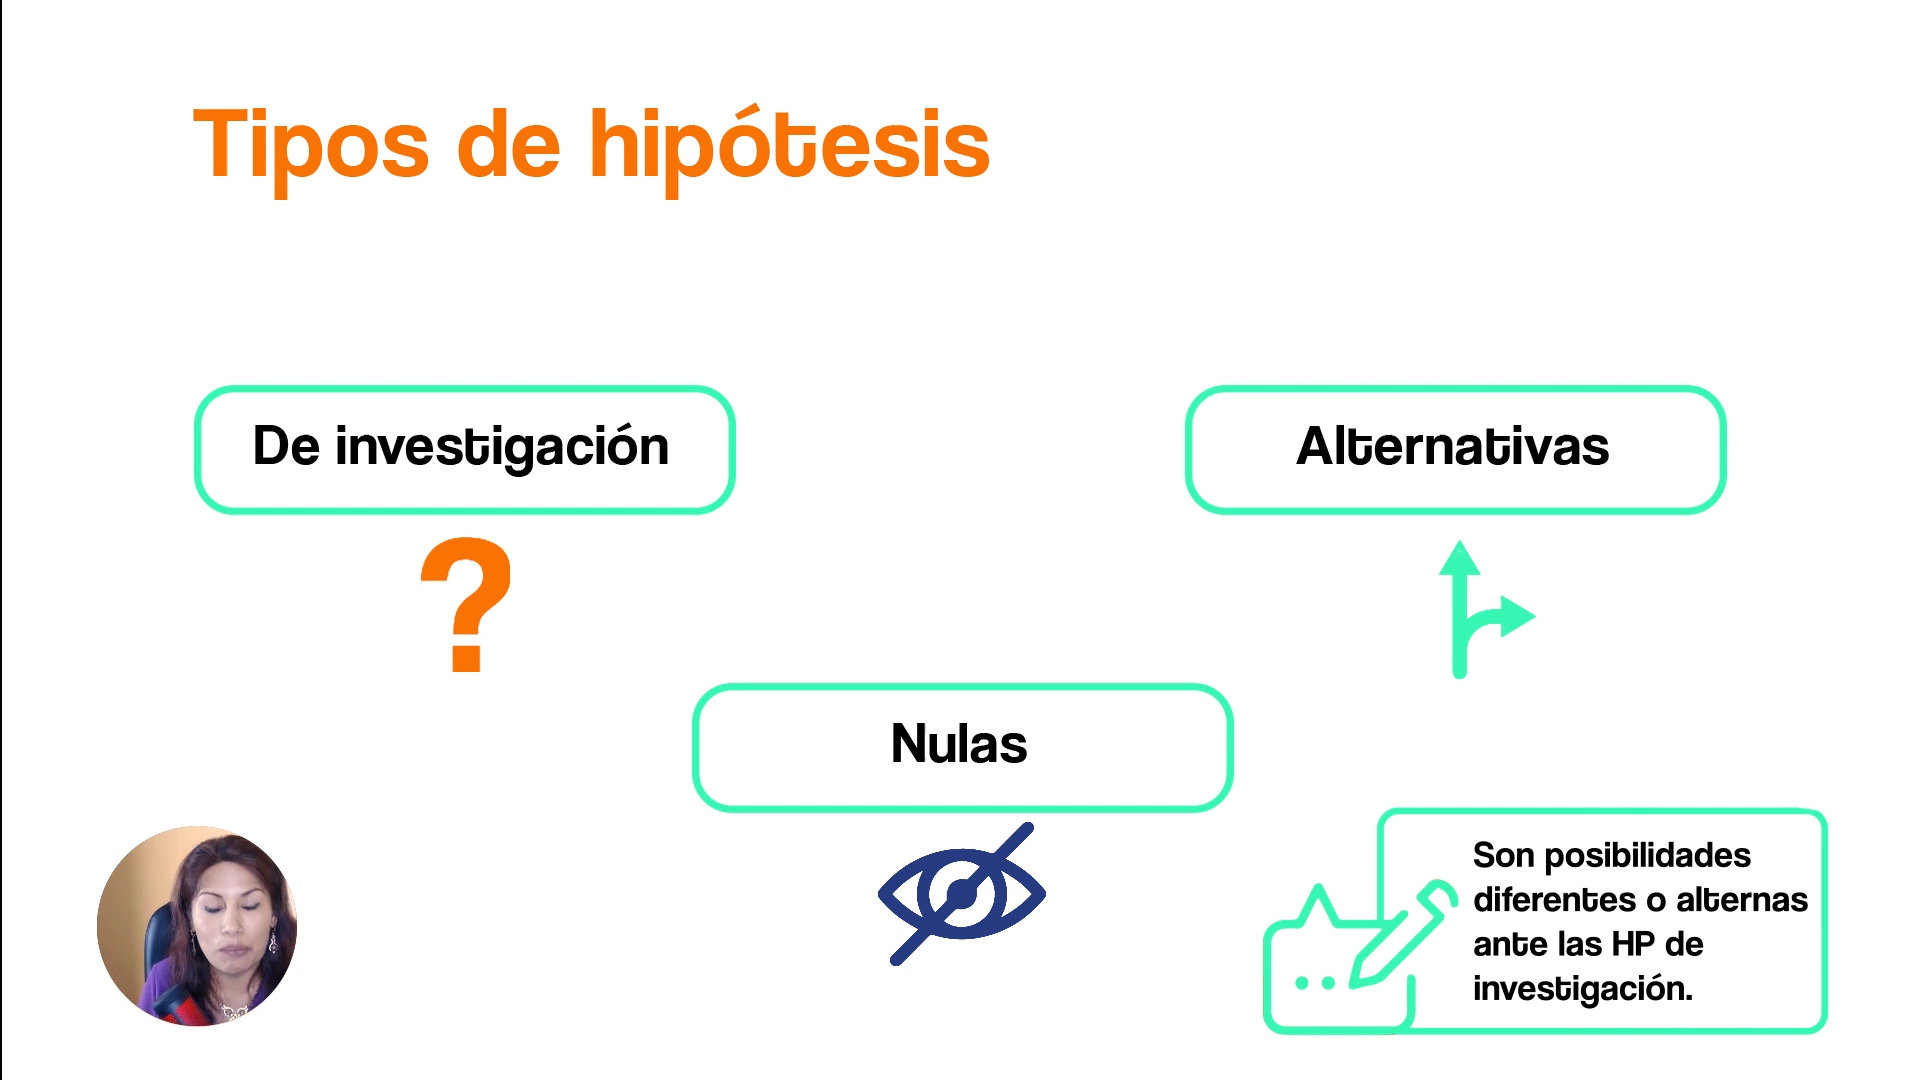 Tipos de hipótesis
De investigación
Alternativas
?
Nulas
Son posibilidades
diferentes o alternas
ante las HP de
investigación.